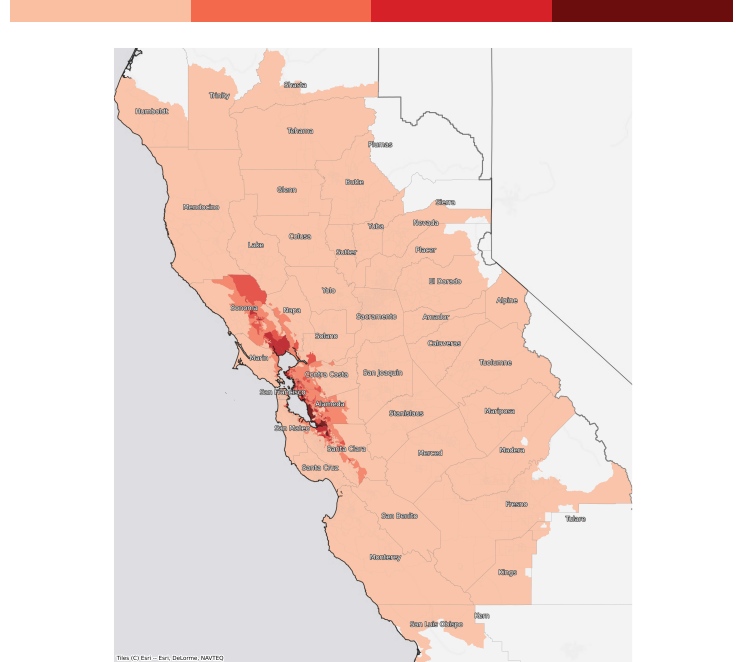 Shasta
Trinity
Humboldt
Tehama
Plumas
Butte
Glenn
Sierra
Mendocino
Nevada
Yuba
Colusa
Lake
Placer
Sutter
El Dorado
Yolo
Alpine
Sonoma
Napa
Sacramento
Amador
Solano
Calaveras
Marin
Tuolumne
Contra Costa
San Joaquin
San Francisco
Alameda
Mariposa
Stanislaus
San Mateo
Santa Clara
Madera
Merced
Santa Cruz
Fresno
San Benito
Tulare
Monterey
Kings
Kern
San Luis Obispo
Tiles (C) Esri -- Esri, DeLorme, NAVTEQ